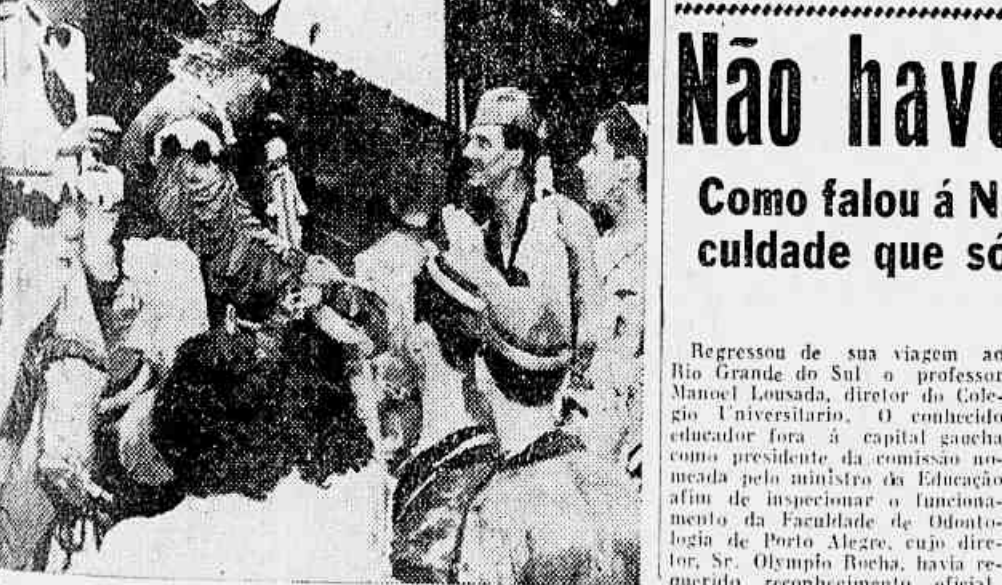 Não have
Como falou á N
culdade que só
Regressou de sua viagem ao
Rio Grande do Sul o professor
Manoel Lousada, diretor do Cole-
gio Universitario. O conhecido
educador fora á capital gaucha
como presidente da comissão no-
meada pelo ministro da Educação
afim de inspecionar o funciona-
mento da Faculdade de Odonto-
logia de Porto Alegre, cujo dire-
tor, Sr. Olympio Rocha, havia re-
querido reconhecimento oficial